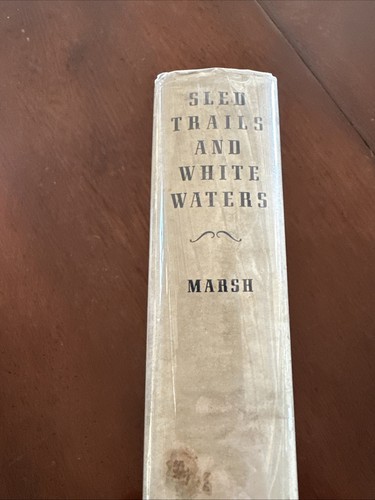 SLED
TRAILS
AND
WHITE
WATERS
MARSH